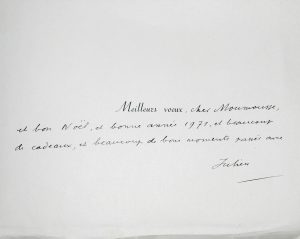 Meilleurs voeux, cher Moumousse,
et bon Noël, et bonne année 1971, et beaucoup
de cadeaux, et beaucoup de bons moments passés avec
Julien